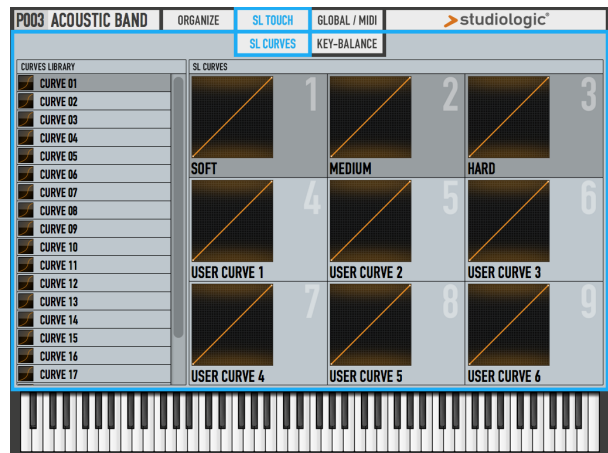 P003 ACOUSTIC BAND ORGANIZE SL TOUCH GLOBAL / MIDI studiologic®
SL CURVES KEY-BALANCE
CURVES LIBRARY
CURVE 01
CURVE 02
CURVE 03
CURVE 04
CURVE 05
CURVE 06
CURVE 07
CURVE 08
CURVE 09
CURVE 10
CURVE 11
CURVE 12
CURVE 13
CURVE 14
CURVE 15
CURVE 16
CURVE 17
SL CURVES
1 2 3
SOFT MEDIUM HARD
4 5 6
USER CURVE 1 USER CURVE 2 USER CURVE 3
7 8 9
USER CURVE 4 USER CURVE 5 USER CURVE 6